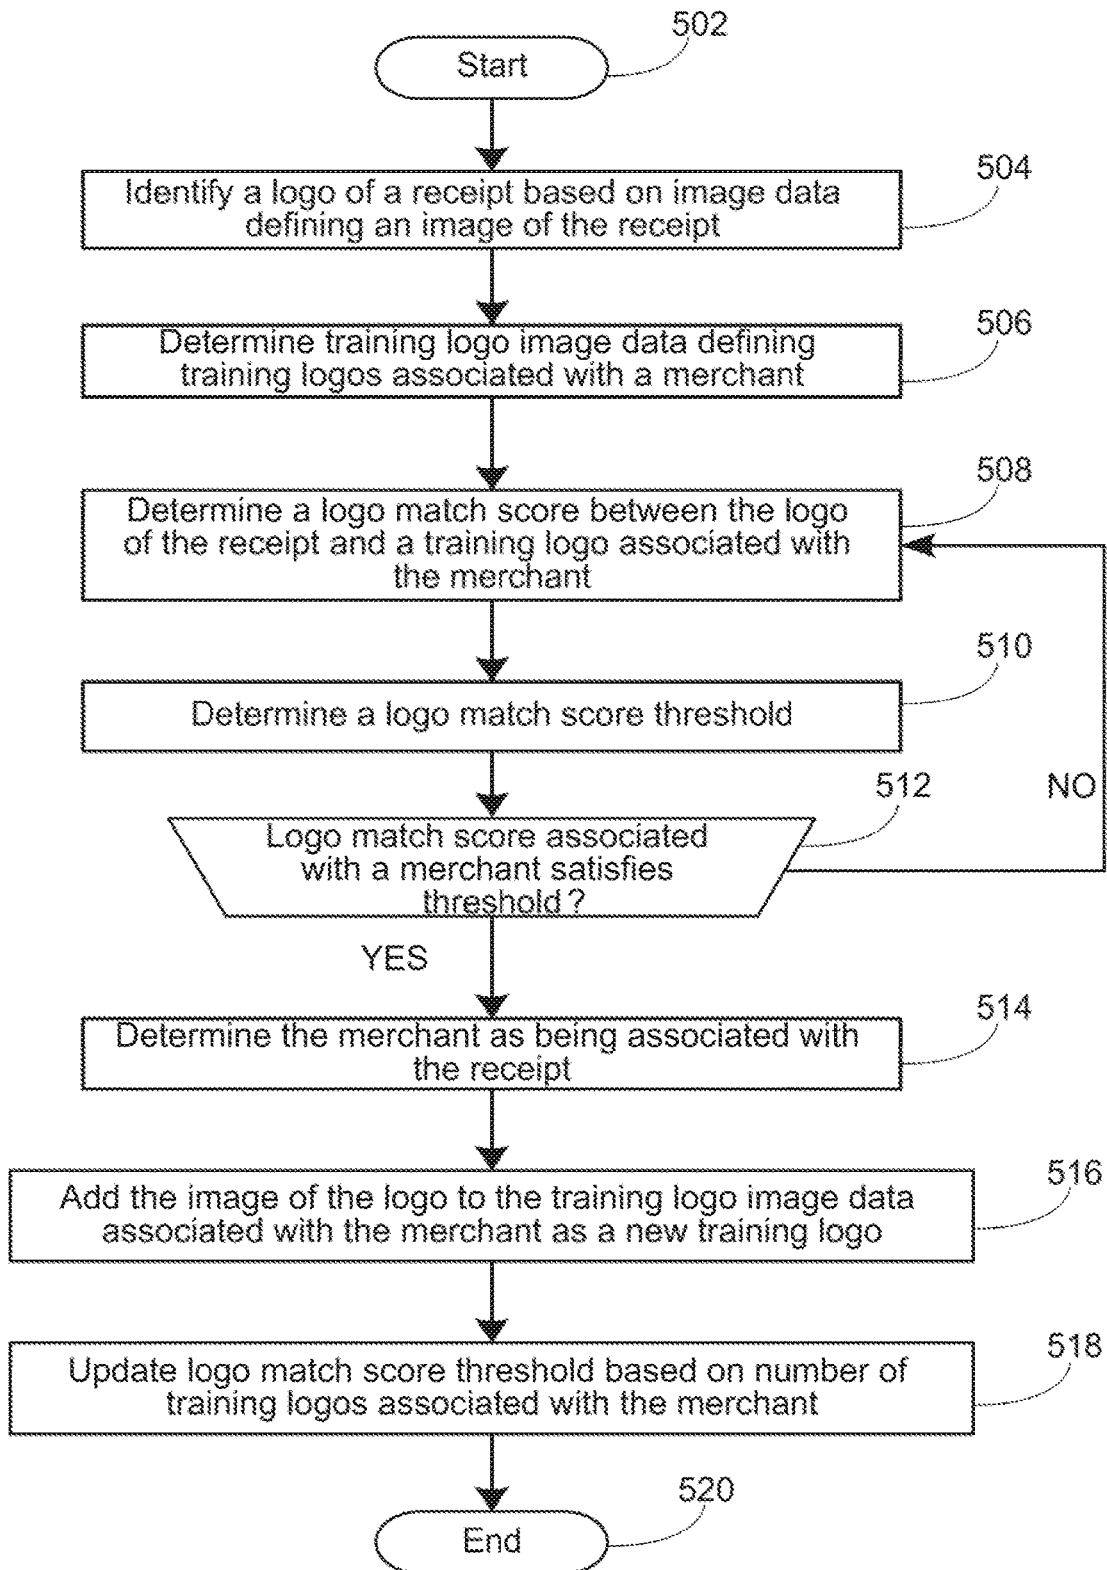 502
Start
504
Identify a logo of a receipt based on image data
defining an image of the receipt
506
Determine training logo image data defining
training logos associated with a merchant
508
Determine a logo match score between the logo
of the receipt and a training logo associated with
the merchant
510
Determine a logo match score threshold
512
NO
Logo match score associated
with a merchant satisfies
threshold?
YES
514
Determine the merchant as being associated with
the receipt
516
Add the image of the logo to the training logo image data
associated with the merchant as a new training logo
518
Update logo match score threshold based on number of
training logos associated with the merchant
520
End